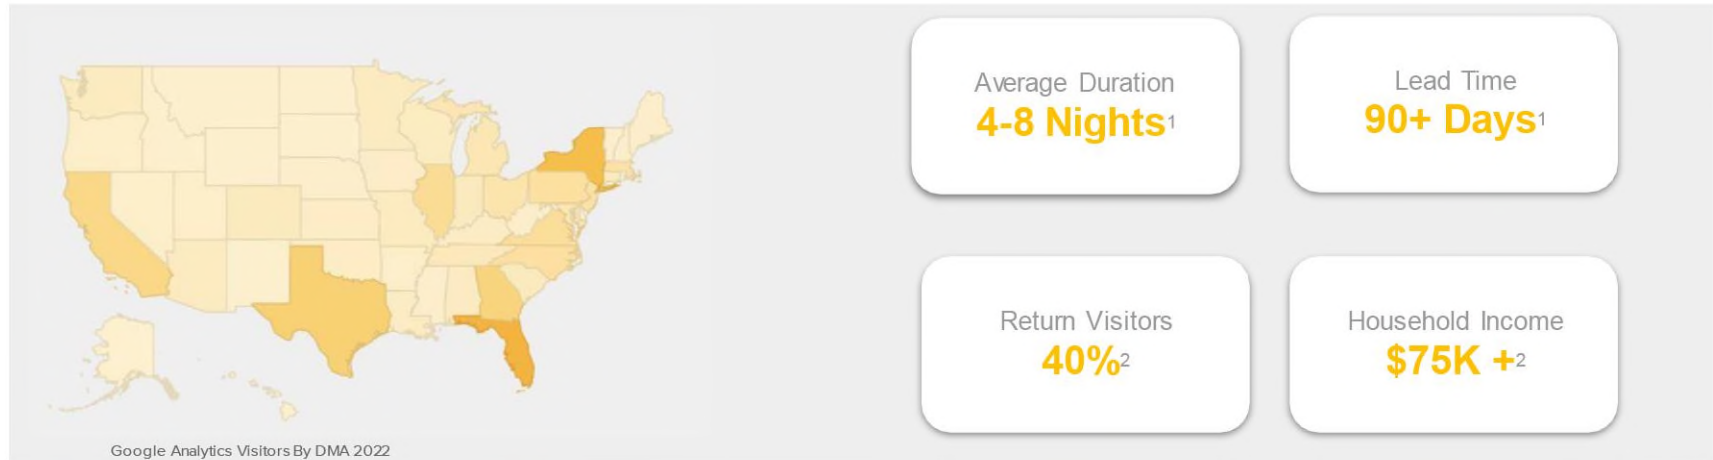 Average Duration
4-8 Nights1
Lead Time
90+ Days1
Return Visitors
40%2
Household Income
$75K +2
Google Analytics Visitors By DMA 2022